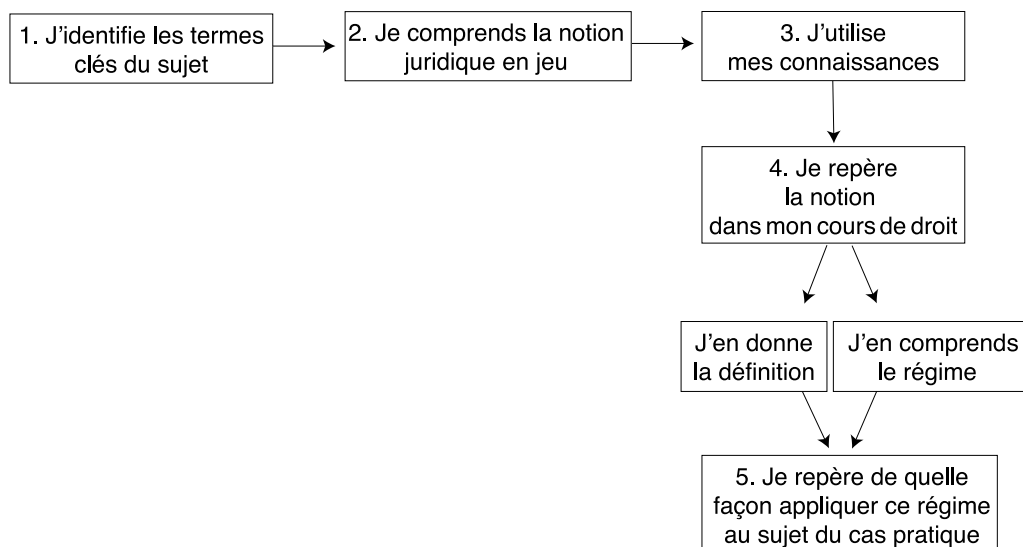 1. J'identifie les termes
clés du sujet
2. Je comprends la notion
juridique en jeu
3. J'utilise
mes connaissances
4. Je repère
la notion
dans mon cours de droit
J'en donne
la définition
J'en comprends
le régime
5. Je repère de quelle
façon appliquer ce régime
au sujet du cas pratique